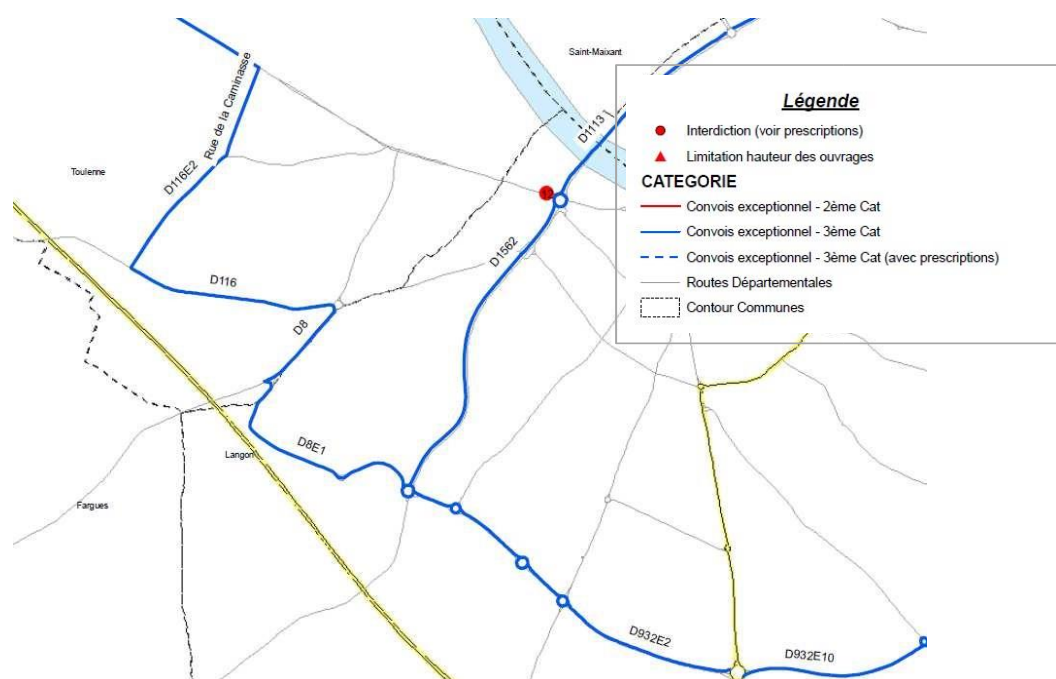 Saint-Maixant
Rue de la Caminasse
D1113
Toulenne
D116E2
D1562
D116
D8
D8E1
Langon
Fargues
D932E2
D932E10
Légende
Interdiction (voir prescriptions)
Limitation hauteur des ouvrages
CATEGORIE
Convois exceptionnel - 2ème Cat
Convois exceptionnel - 3ème Cat
Convois exceptionnel - 3ème Cat (avec prescriptions)
Routes Départementales
Contour Communes